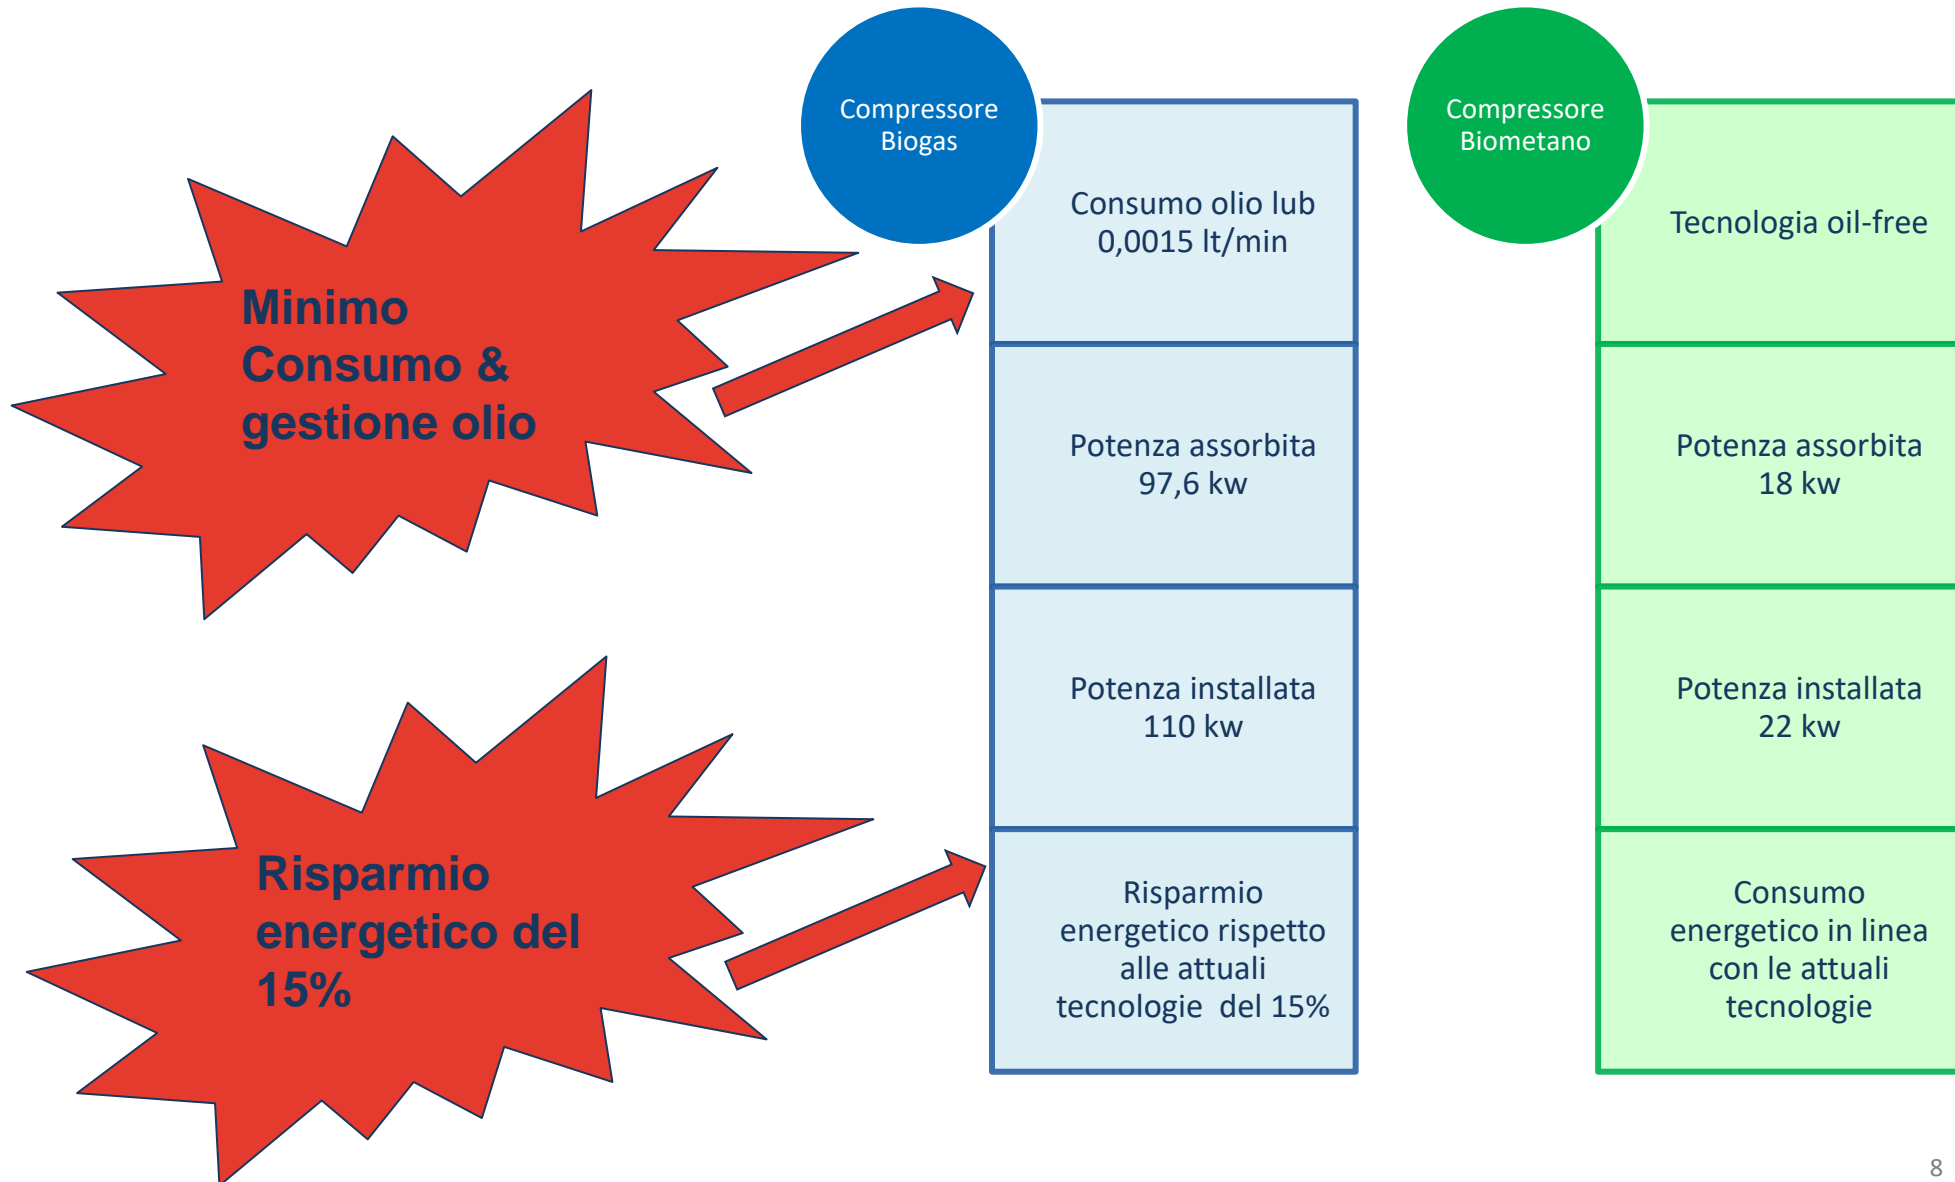 Minimo
Consumo &
gestione olio
Risparmio
energetico del
15%
Compressore
Biogas
Consumo olio lub
0,0015 lt/min
Potenza assorbita
97,6 kw
Potenza installata
110 kw
Risparmio
energetico rispetto
alle attuali
tecnologie  del 15%
Compressore
Biometano
Tecnologia oil-free
Potenza assorbita
18 kw
Potenza installata
22 kw
Consumo
energetico in linea
con le attuali
tecnologie
8